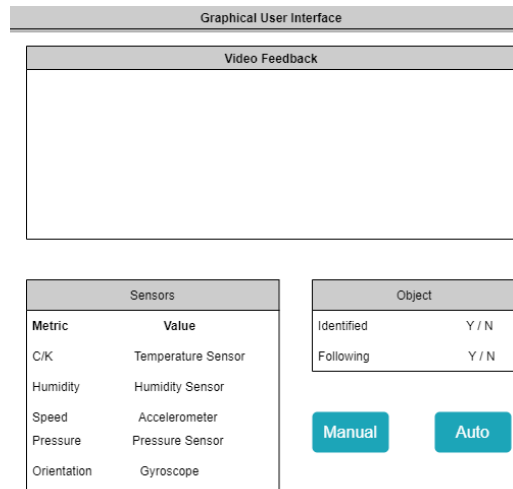 Graphical User Interface
Video Feedback
Sensors
Metric Value
C/K Temperature Sensor
Humidity Humidity Sensor
Speed Accelerometer
Pressure Pressure Sensor
Orientation Gyroscope
Object
Identified Y / N
Following Y / N
Manual Auto